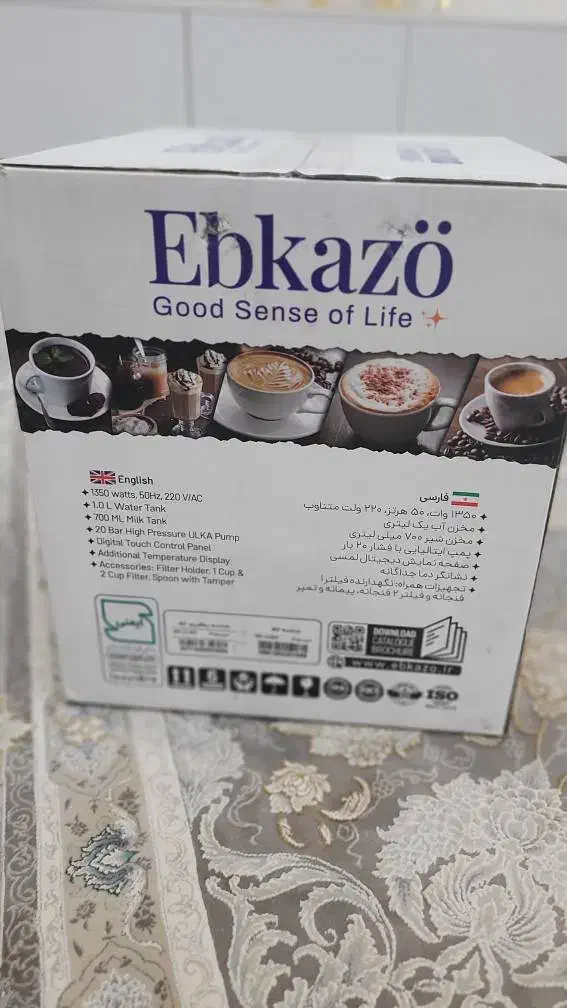 Ebkazö
Good Sense of Life
English
1350 watts, 50Hz, 220 V/AC
1.0 L Water Tank
700 ML Milk Tank
20 Bar High Pressure ULKA Pump
Digital Touch Control Panel
Additional Temperature Display
Accessories: Filter Holder, 1 Cup &
2 Cup Filter, Spoon with Tamper
فارسی
۱۳۵۰ وات، ۵۰ هرتز، ۲۲۰ ولت متناوب
مخزن آب یک لیتری
مخزن شیر ۷۰۰ میلی لیتری
پمپ ایتالیایی با فشار ۲۰ بار
صفحه نمایش دیجیتال لمسی
نشانگر دما جداگانه
تجهیزات همراه: نگهدارنده فیلتر ۱
فنجانه و فیلتر ۲ فنجانه، پیمانه و تمپر
DOWNLOAD
CATALOGUE
BROCHURE
www.ebkazo.ir
ISO